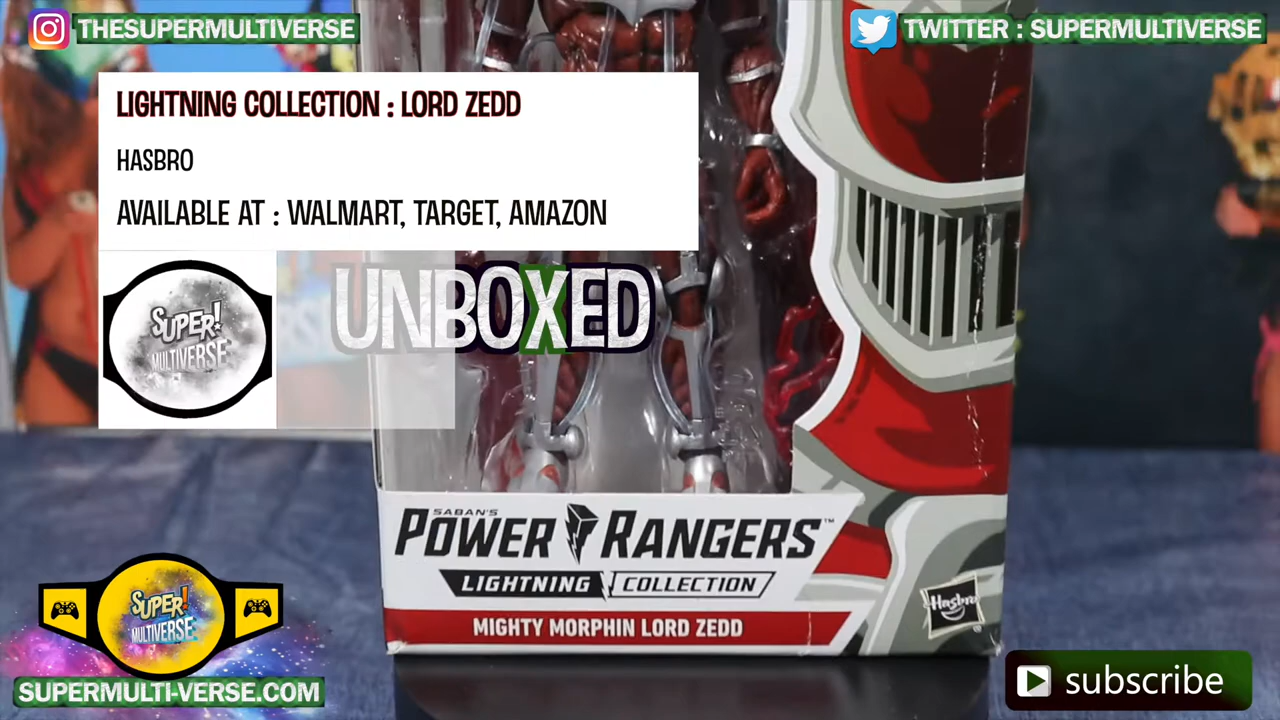 THESUPERMULTIVERSE
TWITTER : SUPERMULTIVERSE
LIGHTNING COLLECTION : LORD ZEDD
HASBRO
AVAILABLE AT : WALMART, TARGET, AMAZON
SUPER!
MULTIVERSE
UNBOXED
SABAN'S
POWER RANGERS™
LIGHTNING COLLECTION
MIGHTY MORPHIN LORD ZEDD
Hasbro
®
SUPER!
MULTIVERSE
SUPERMULTI-VERSE.COM
subscribe